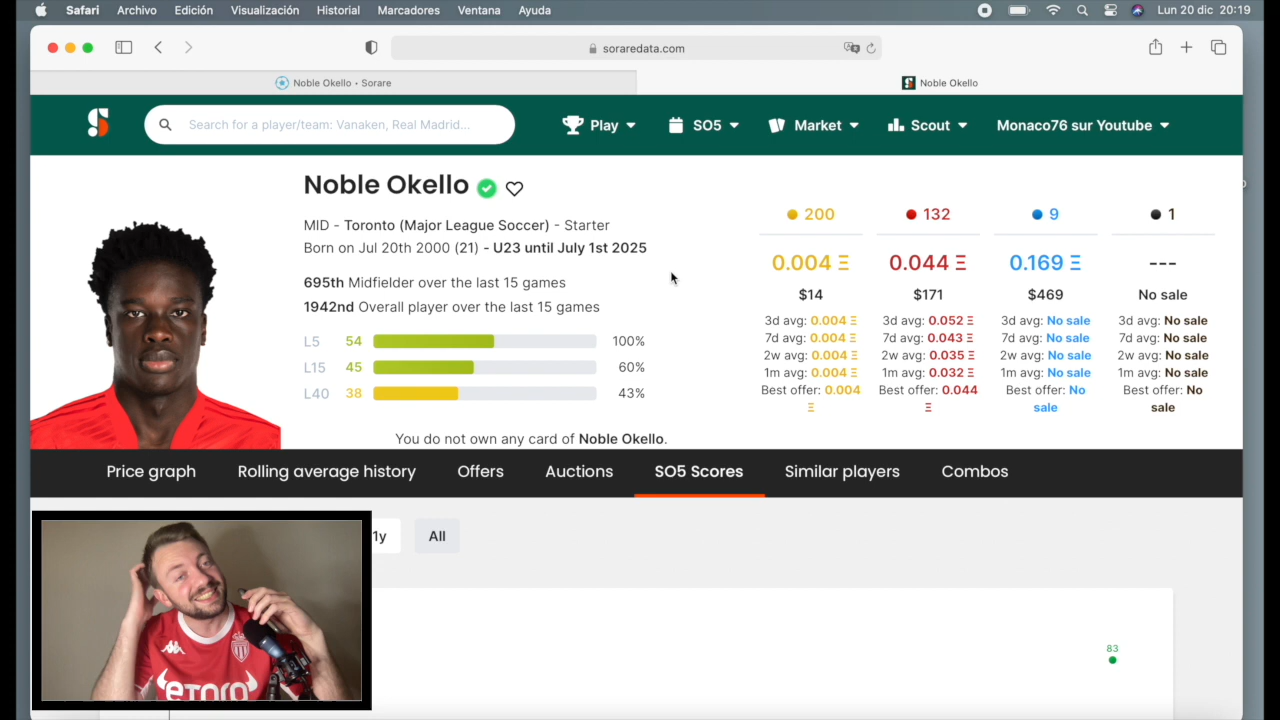 Safari Archivo Edición Visualización Historial Marcadores Ventana Ayuda Lun 20 dic 20:19
soraredata.com
Noble Okello • Sorare
Noble Okello
Search for a player/team: Vanaken, Real Madrid...
Play SO5 Market Scout Monaco76 sur Youtube
Noble Okello
MID - Toronto (Major League Soccer) - Starter
Born on Jul 20th 2000 (21) - U23 until July 1st 2025
695th Midfielder over the last 15 games
1942nd Overall player over the last 15 games
L5 54 100%
L15 45 60%
L40 38 43%
You do not own any card of Noble Okello.
200 132 9 1
0.004 Ξ 0.044 Ξ 0.169 Ξ ---
$14 $171 $469 No sale
3d avg: 0.004 Ξ 3d avg: 0.052 Ξ 3d avg: No sale 3d avg: No sale
7d avg: 0.004 Ξ 7d avg: 0.043 Ξ 7d avg: No sale 7d avg: No sale
2w avg: 0.004 Ξ 2w avg: 0.035 Ξ 2w avg: No sale 2w avg: No sale
1m avg: 0.004 Ξ 1m avg: 0.032 Ξ 1m avg: No sale 1m avg: No sale
Best offer: 0.004 Best offer: 0.044 Best offer: No Best offer: No
Ξ Ξ sale sale
Price graph Rolling average history Offers Auctions SO5 Scores Similar players Combos
1y All
83
eToro